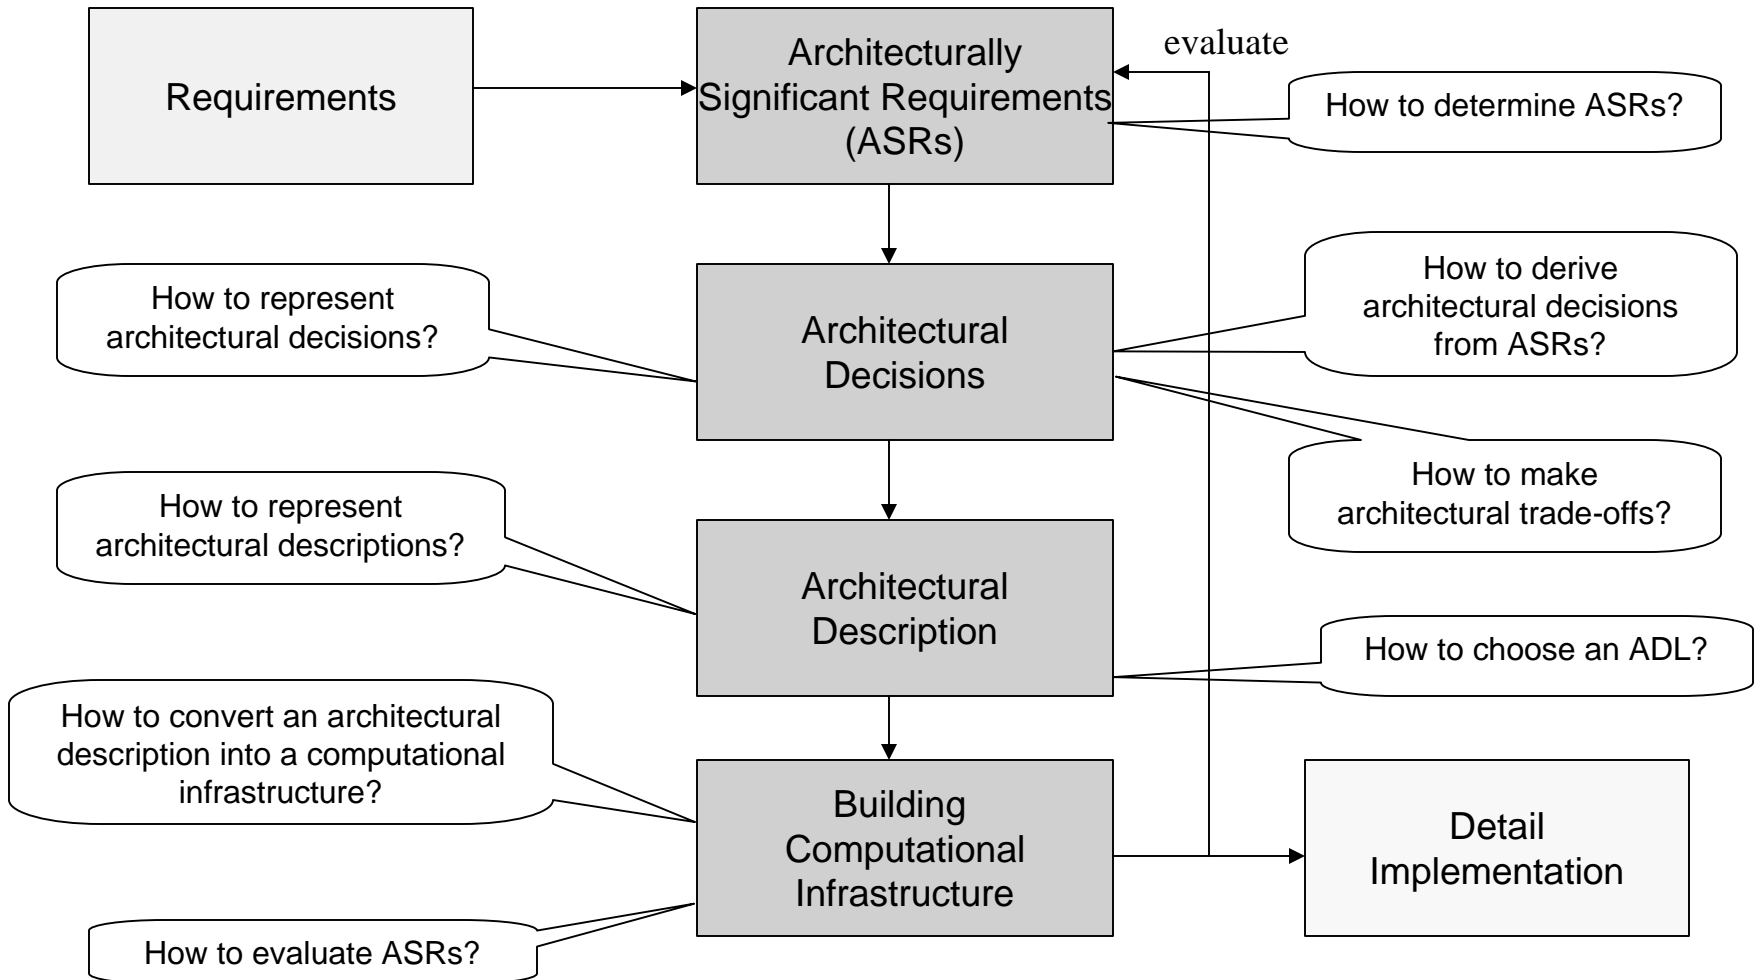 Requirements
Architecturally
Significant Requirements
(ASRs)
evaluate
How to determine ASRs?
How to represent
architectural decisions?
Architectural
Decisions
How to derive
architectural decisions
from ASRs?
How to make
architectural trade-offs?
How to represent
architectural descriptions?
Architectural
Description
How to choose an ADL?
How to convert an architectural
description into a computational
infrastructure?
Building
Computational
Infrastructure
Detail
Implementation
How to evaluate ASRs?